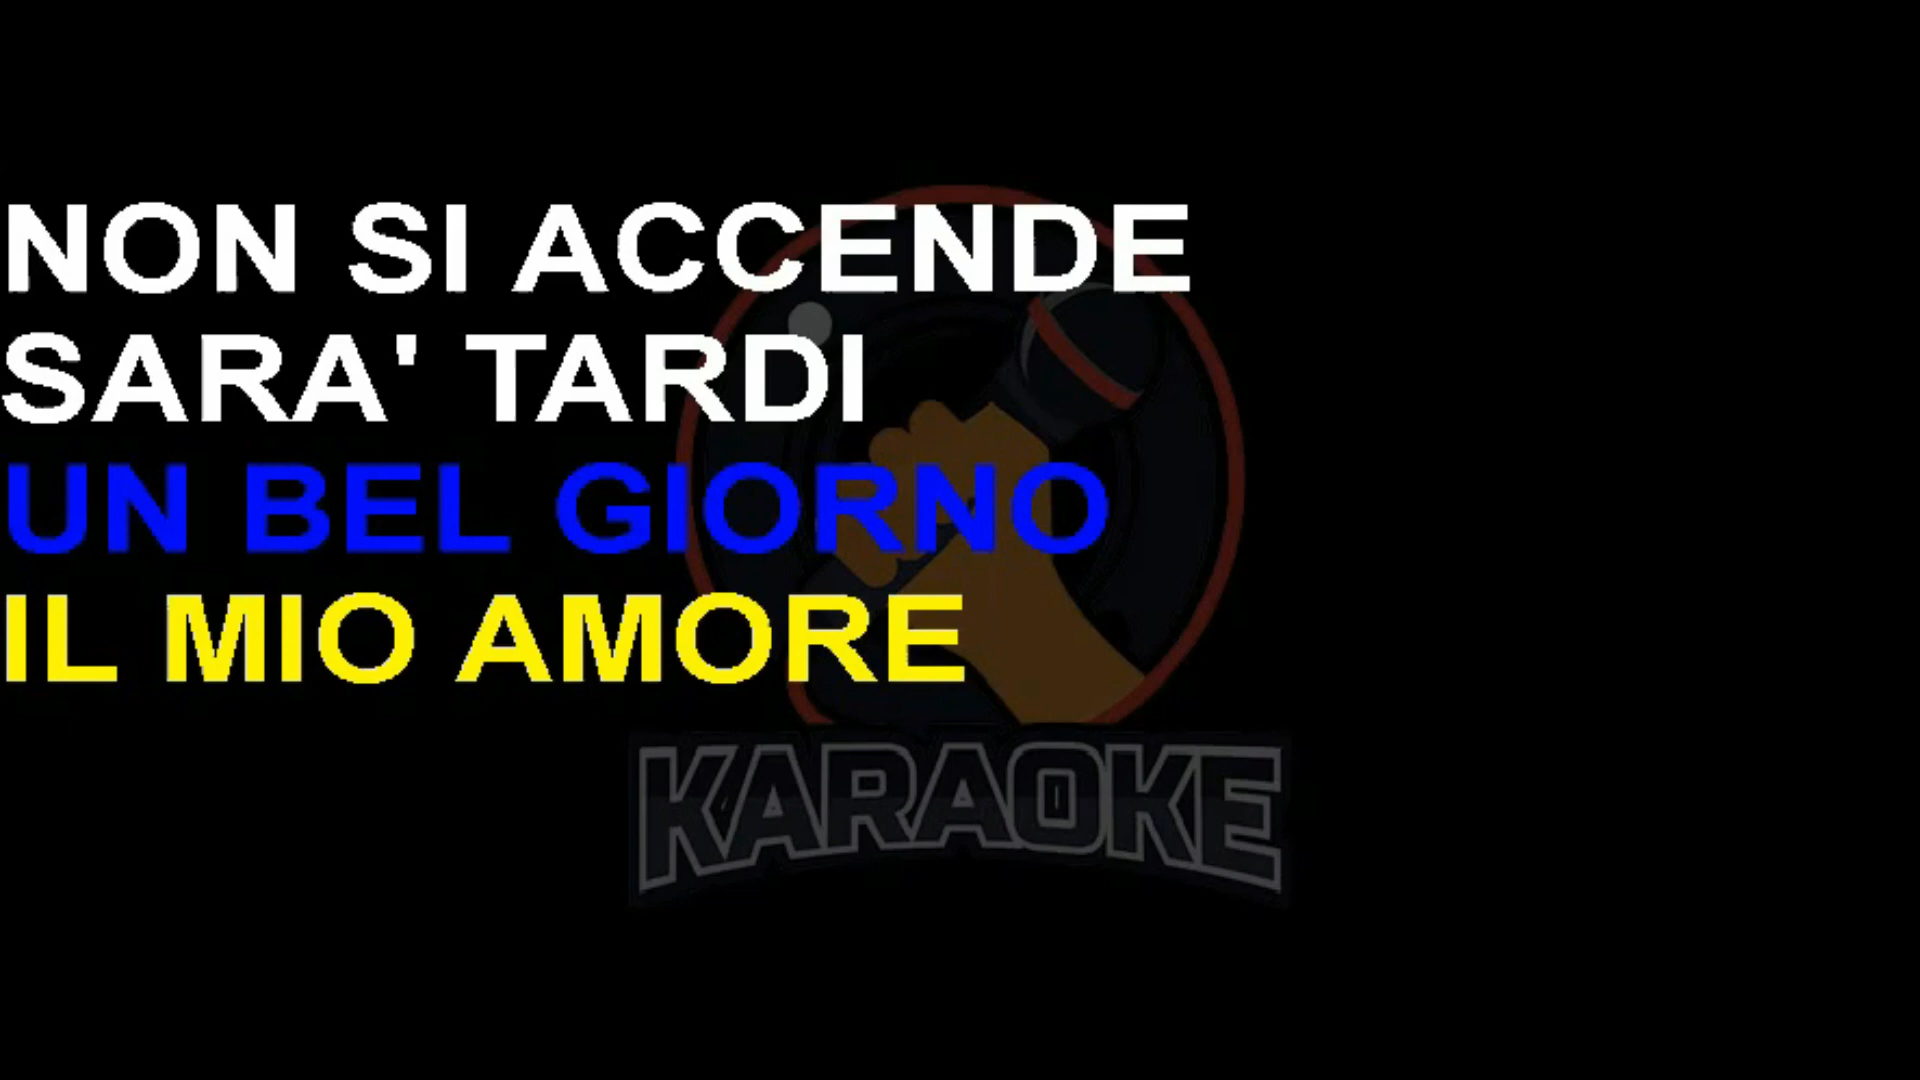 NON SI ACCENDE
SARA' TARDI
UN BEL GIORNO
IL MIO AMORE
KARAOKE